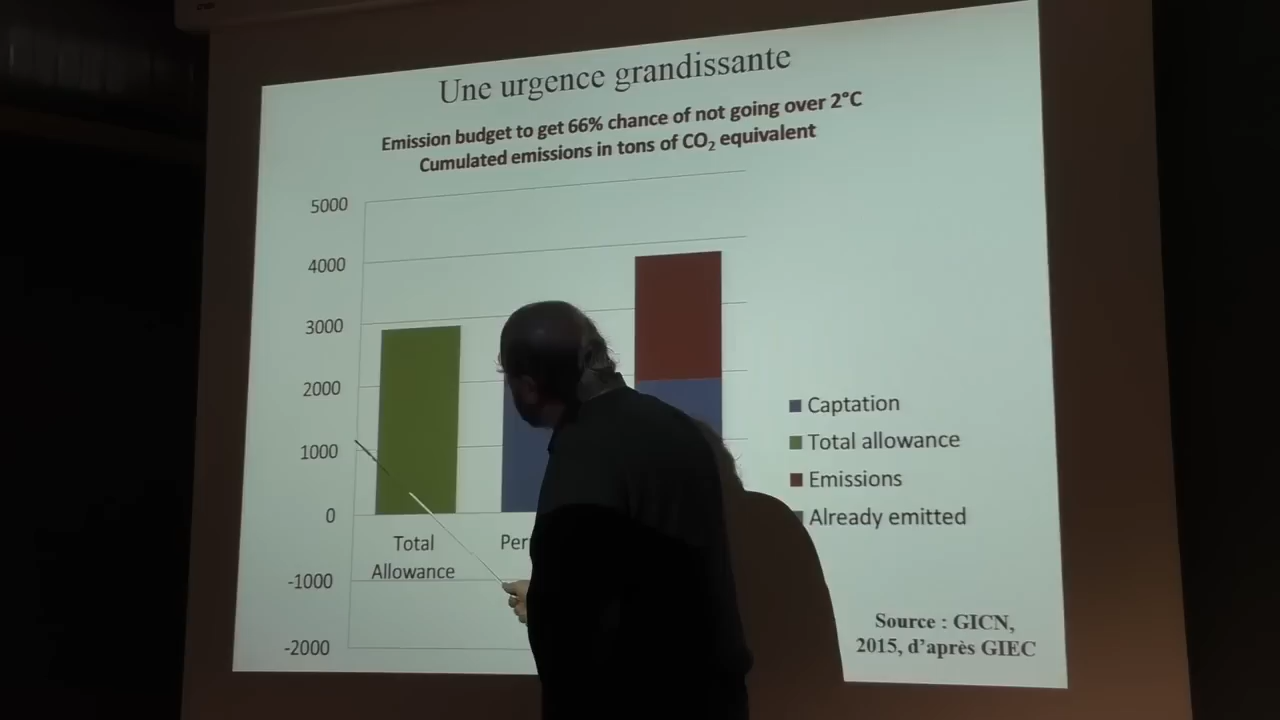 Une urgence grandissante
Emission budget to get 66% chance of not going over 2°C
Cumulated emissions in tons of CO₂ equivalent
5000
4000
3000
2000
1000
0
-1000
-2000
Total
Allowance
Captation
Total allowance
Emissions
Already emitted
Source : GICN,
2015, d'après GIEC